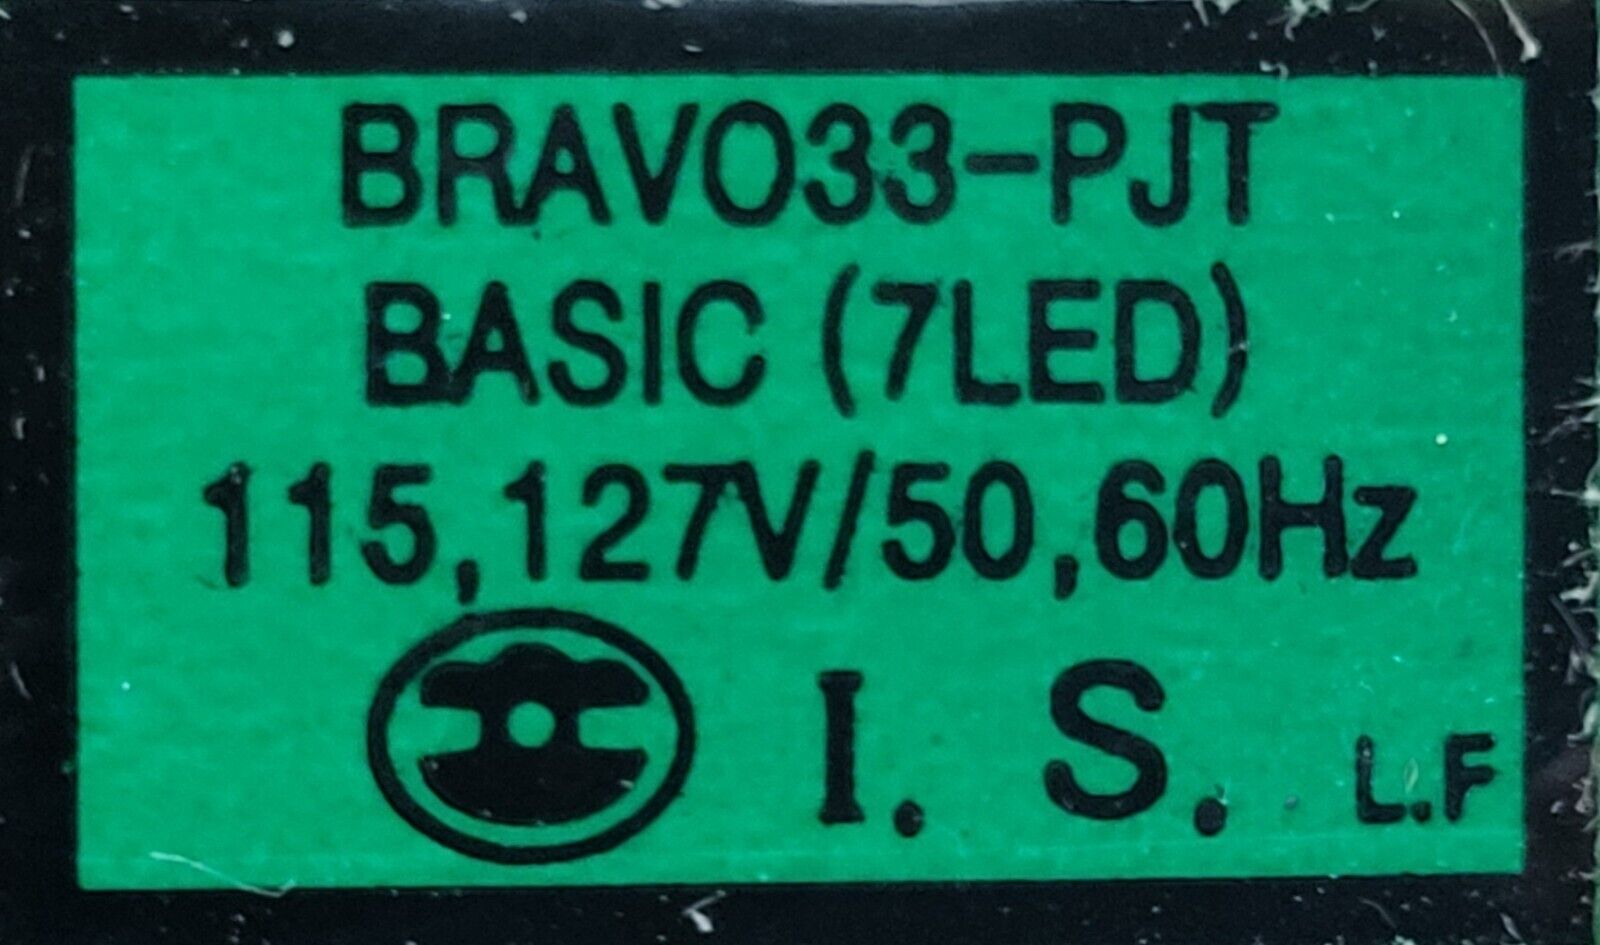 BRAVO33-PJT
BASIC (7LED)
115,127V/50,60Hz
I. S. L.F